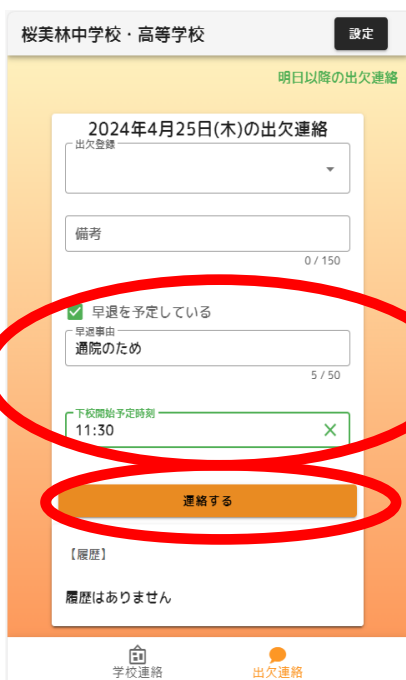 桜美林中学校・高等学校
設定
明日以降の出欠連絡
2024年4月25日(木)の出欠連絡
出欠登録
備考
0 / 150
早退を予定している
早退事由
通院のため
5 / 50
下校開始予定時刻
11:30
連絡する
【履歴】
履歴はありません
学校連絡
出欠連絡